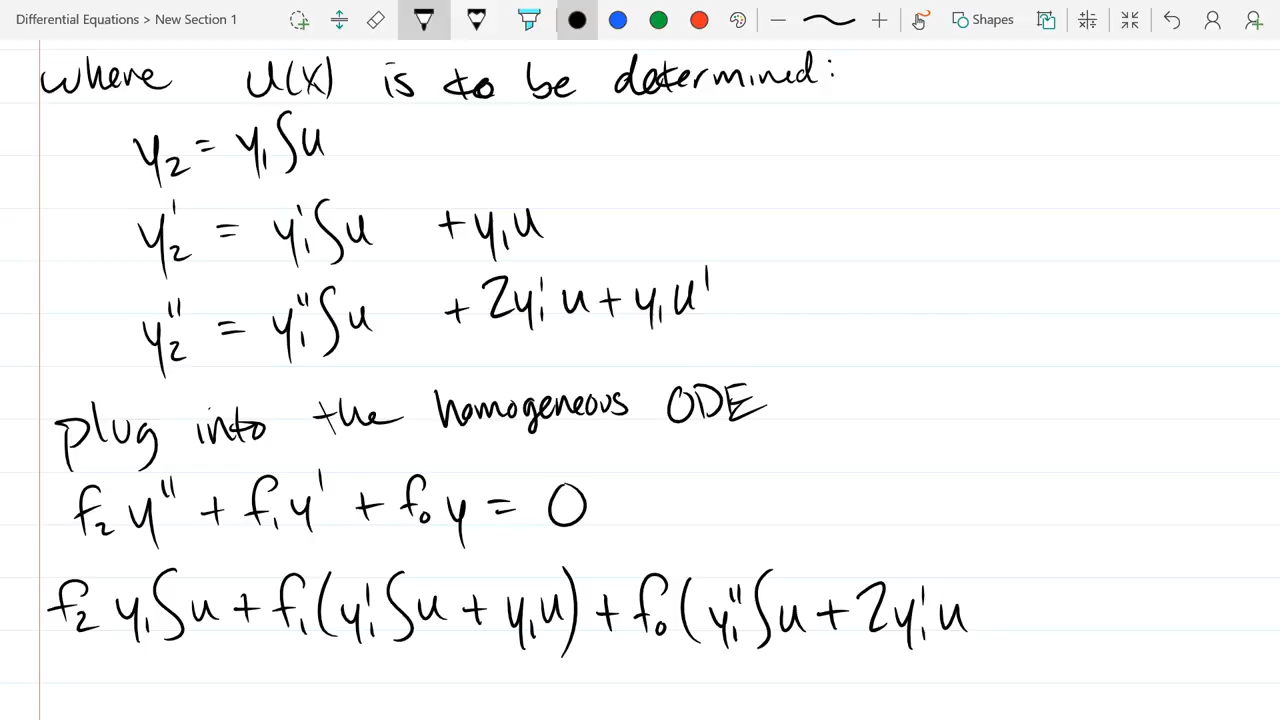 Differential Equations > New Section 1 Shapes
where u(x) is to be determined:
y₂ = y₁∫u
y₂' = y₁'∫u + y₁u
y₂'' = y₁''∫u + 2y₁'u + y₁u'
plug into the homogeneous ODE
f₂y'' + f₁y' + f₀y = 0
f₂ y₁∫u + f₁(y₁'∫u + y₁u) + f₀(y₁''∫u + 2y₁'u